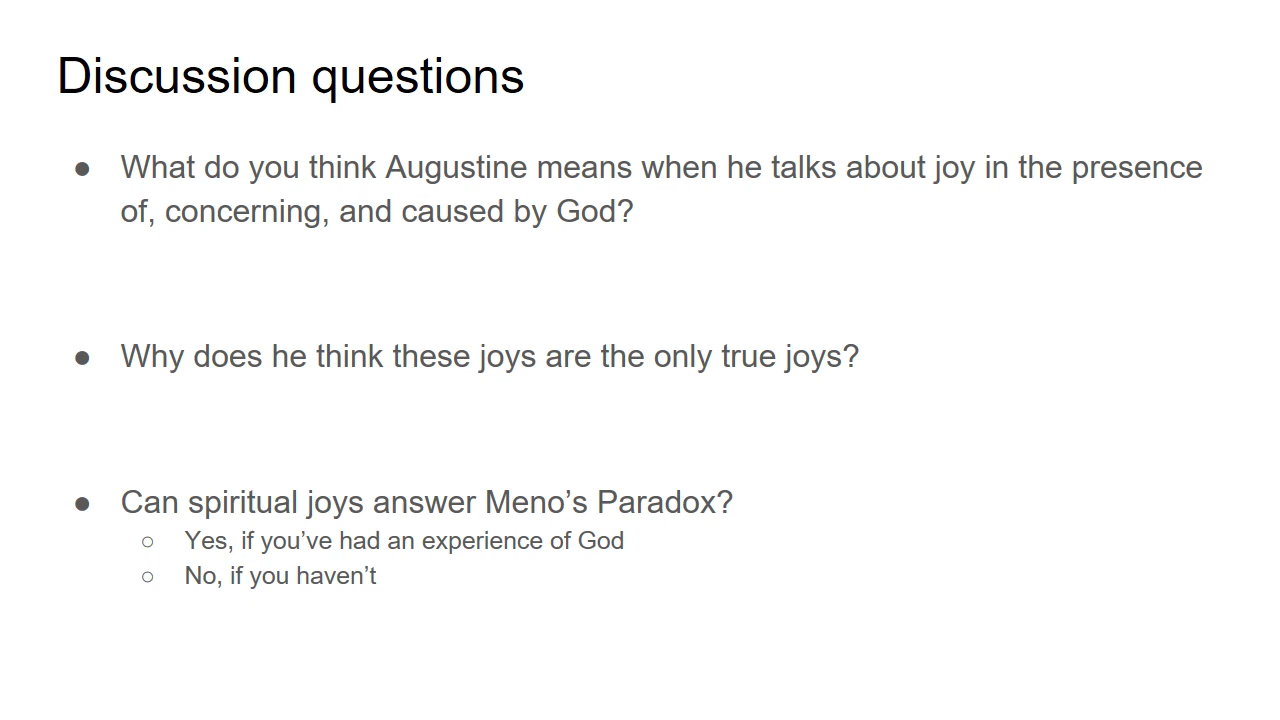 Discussion questions
● What do you think Augustine means when he talks about joy in the presence
of, concerning, and caused by God?
● Why does he think these joys are the only true joys?
● Can spiritual joys answer Meno’s Paradox?
○ Yes, if you’ve had an experience of God
○ No, if you haven’t